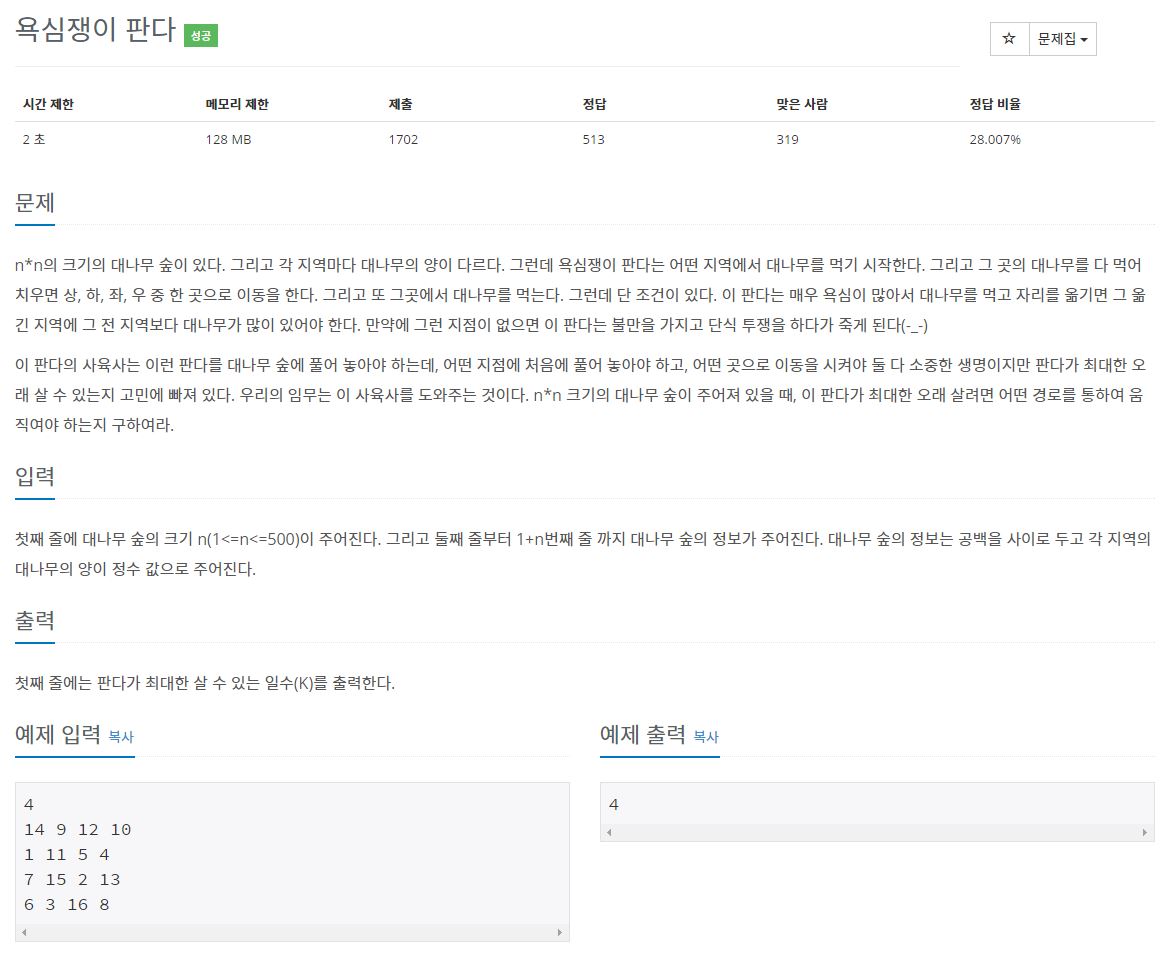 욕심쟁이 판다 성공
☆ 문제집
시간 제한 메모리 제한 제출 정답 맞은 사람 정답 비율
2 초 128 MB 1702 513 319 28.007%
문제
n*n의 크기의 대나무 숲이 있다. 그리고 각 지역마다 대나무의 양이 다르다. 그런데 욕심쟁이 판다는 어떤 지역에서 대나무를 먹기 시작한다. 그리고 그 곳의 대나무를 다 먹어
치우면 상, 하, 좌, 우 중 한 곳으로 이동을 한다. 그리고 또 그곳에서 대나무를 먹는다. 그런데 단 조건이 있다. 이 판다는 매우 욕심이 많아서 대나무를 먹고 자리를 옮기면 그 옮
긴 지역에 그 전 지역보다 대나무가 많이 있어야 한다. 만약에 그런 지점이 없으면 이 판다는 불만을 가지고 단식 투쟁을 하다가 죽게 된다(-_-)
이 판다의 사육사는 이런 판다를 대나무 숲에 풀어 놓아야 하는데, 어떤 지점에 처음에 풀어 놓아야 하고, 어떤 곳으로 이동을 시켜야 둘 다 소중한 생명이지만 판다가 최대한 오
래 살 수 있는지 고민에 빠져 있다. 우리의 임무는 이 사육사를 도와주는 것이다. n*n 크기의 대나무 숲이 주어져 있을 때, 이 판다가 최대한 오래 살려면 어떤 경로를 통하여 움
직여야 하는지 구하여라.
입력
첫째 줄에 대나무 숲의 크기 n(1<=n<=500)이 주어진다. 그리고 둘째 줄부터 1+n번째 줄 까지 대나무 숲의 정보가 주어진다. 대나무 숲의 정보는 공백을 사이로 두고 각 지역의
대나무의 양이 정수 값으로 주어진다.
출력
첫째 줄에는 판다가 최대한 살 수 있는 일수(K)를 출력한다.
예제 입력 복사
4
14 9 12 10
1 11 5 4
7 15 2 13
6 3 16 8
예제 출력 복사
4